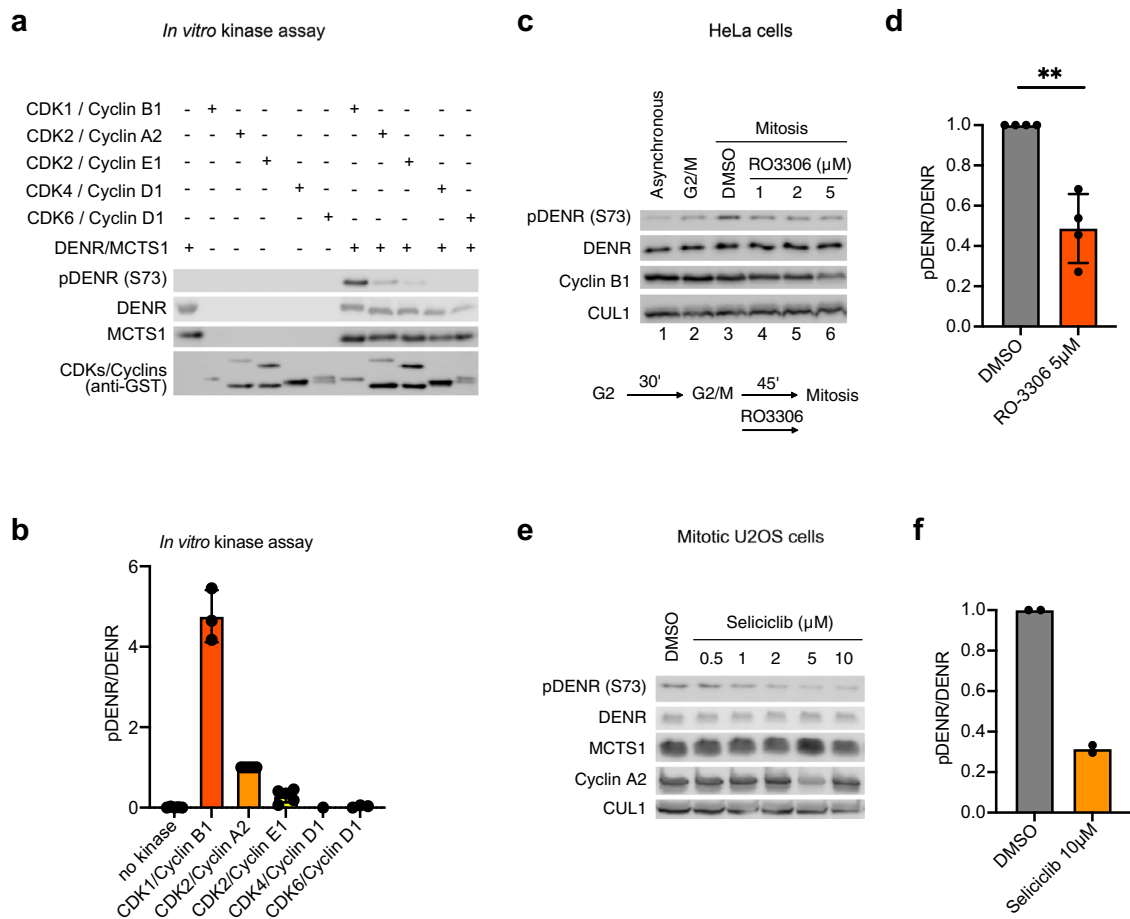 a
In vitro kinase assay
CDK1 / Cyclin B1 - + - - - - + - - - -
CDK2 / Cyclin A2 - - + - - - - + - - -
CDK2 / Cyclin E1 - - - + - - - - + - -
CDK4 / Cyclin D1 - - - - + - - - - + -
CDK6 / Cyclin D1 - - - - - + - - - - +
DENR/MCTS1 + - - - - - + + + + +
pDENR (S73)
DENR
MCTS1
CDKs/Cyclins
(anti-GST)
b
In vitro kinase assay
pDENR/DENR
6
4
2
0
no kinase
CDK1/Cyclin B1
CDK2/Cyclin A2
CDK2/Cyclin E1
CDK4/Cyclin D1
CDK6/Cyclin D1
c
HeLa cells
Asynchronous
G2/M
Mitosis
DMSO
RO3306 (µM)
1 2 5
pDENR (S73)
DENR
Cyclin B1
CUL1
1 2 3 4 5 6
G2 30' G2/M 45' Mitosis
RO3306
d
**
pDENR/DENR
1.0
0.8
0.6
0.4
0.2
0.0
DMSO
RO-3306 5µM
e
Mitotic U2OS cells
DMSO
Seliciclib (µM)
0.5 1 2 5 10
pDENR (S73)
DENR
MCTS1
Cyclin A2
CUL1
f
pDENR/DENR
1.0
0.8
0.6
0.4
0.2
0.0
DMSO
Seliciclib 10µM